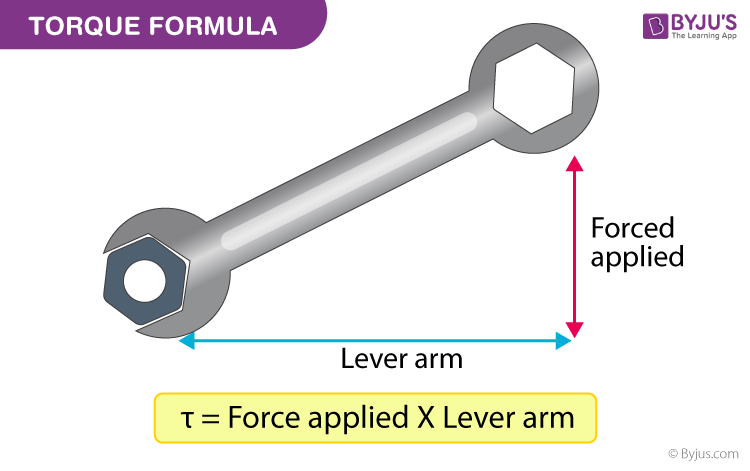 TORQUE FORMULA
BYJU'S
The Learning App
Forced
applied
Lever arm
τ = Force applied X Lever arm
© Byjus.com